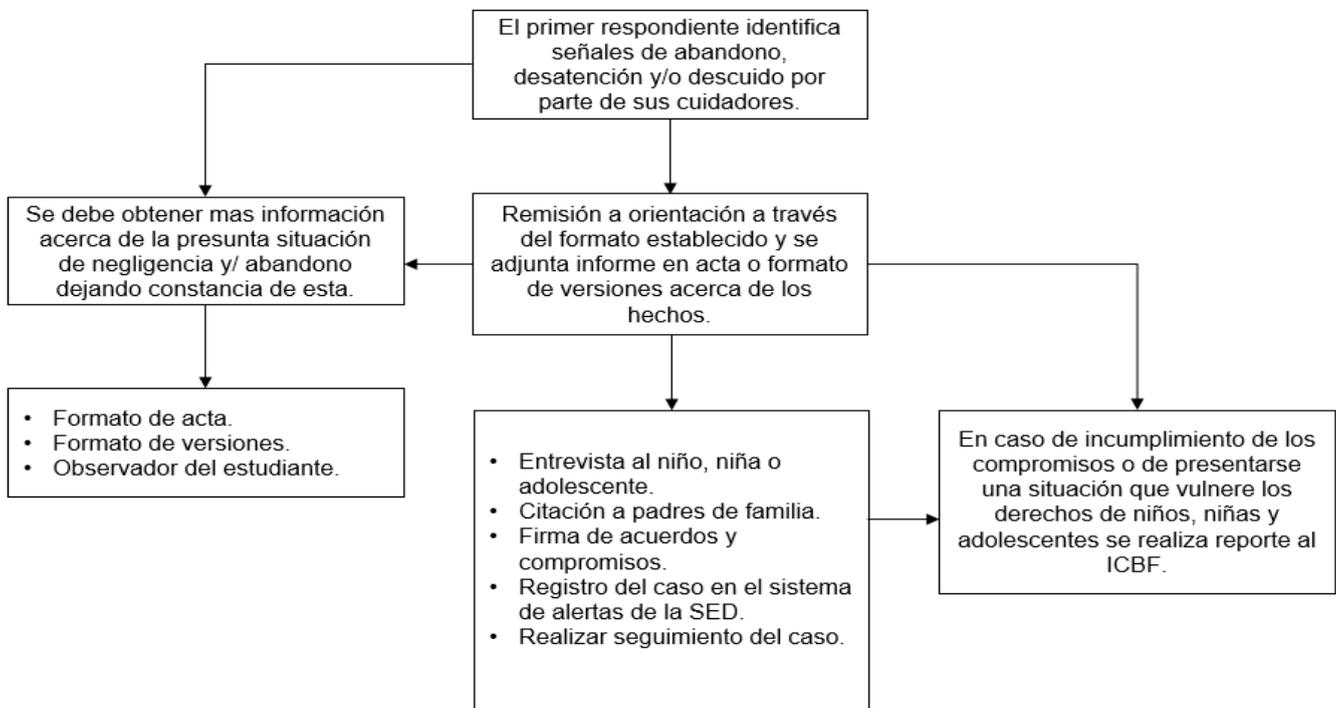 El primer respondiente identifica
señales de abandono,
desatención y/o descuido por
parte de sus cuidadores.
Se debe obtener mas información
acerca de la presunta situación
de negligencia y/ abandono
dejando constancia de esta.
Remisión a orientación a través
del formato establecido y se
adjunta informe en acta o formato
de versiones acerca de los
hechos.
• Formato de acta.
• Formato de versiones.
• Observador del estudiante.
• Entrevista al niño, niña o
adolescente.
• Citación a padres de familia.
• Firma de acuerdos y
compromisos.
• Registro del caso en el sistema
de alertas de la SED.
• Realizar seguimiento del caso.
En caso de incumplimiento de los
compromisos o de presentarse
una situación que vulnere los
derechos de niños, niñas y
adolescentes se realiza reporte al
ICBF.